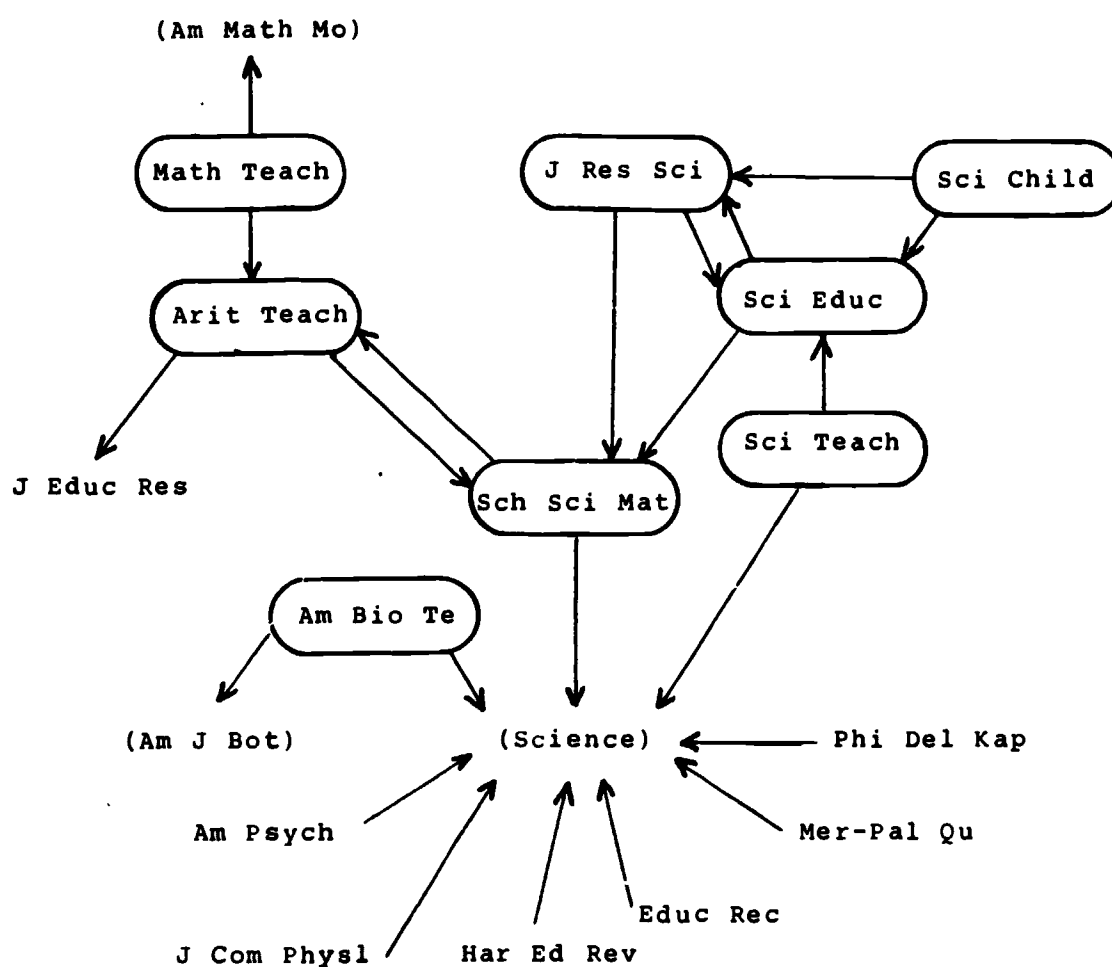 (Am Math Mo)
Math Teach
J Res Sci
Sci Child
Arit Teach
Sci Educ
Sci Teach
J Educ Res
Sch Sci Mat
Am Bio Te
(Am J Bot)
(Science)
Phi Del Kap
Am Psych
Mer-Pal Qu
Educ Rec
J Com Physl
Har Ed Rev